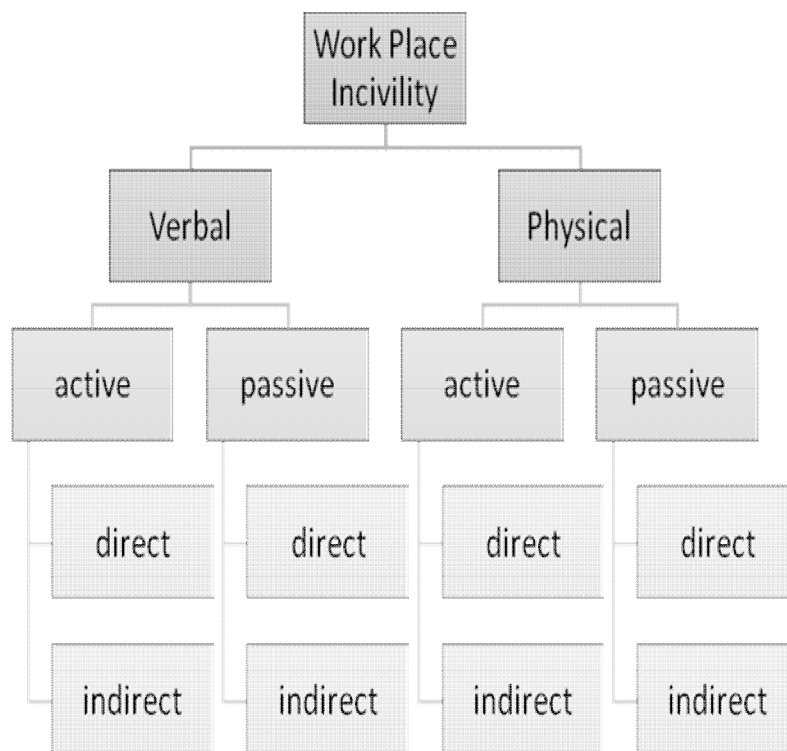 Work Place
Incivility
Verbal
Physical
active
passive
active
passive
direct
direct
direct
direct
indirect
indirect
indirect
indirect